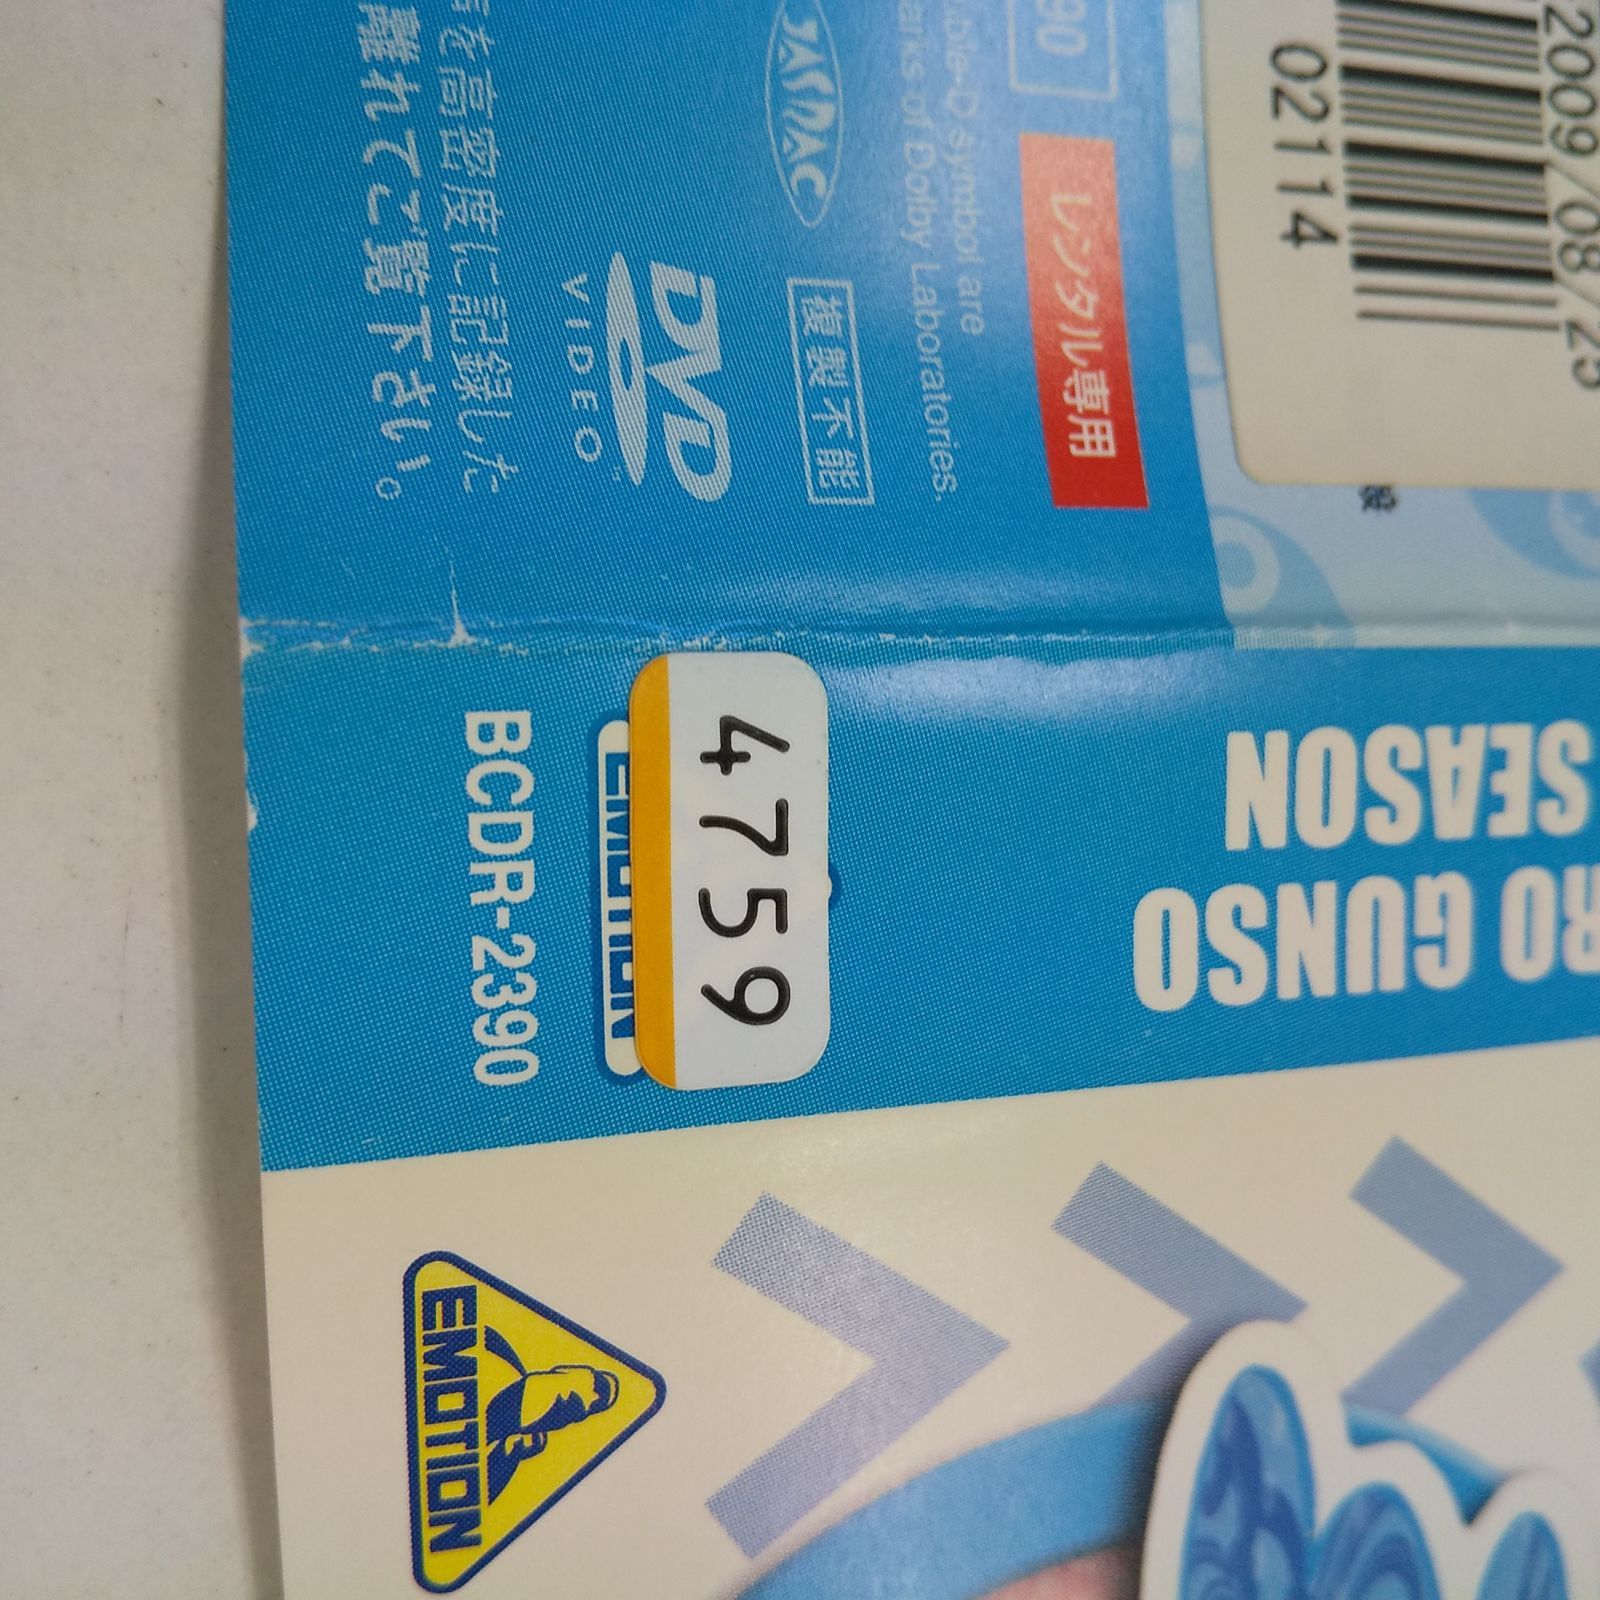 2009/08/25
02114
90
レンタル専用
ble-D symbol are
arks of Dolby Laboratories.
JASRAC
複製不能
DVD
VIDEO
を高密度に記録した
離れてご覧下さい。
RO GUNSO
SEASON
4759
BCDR-2390
EMOTION